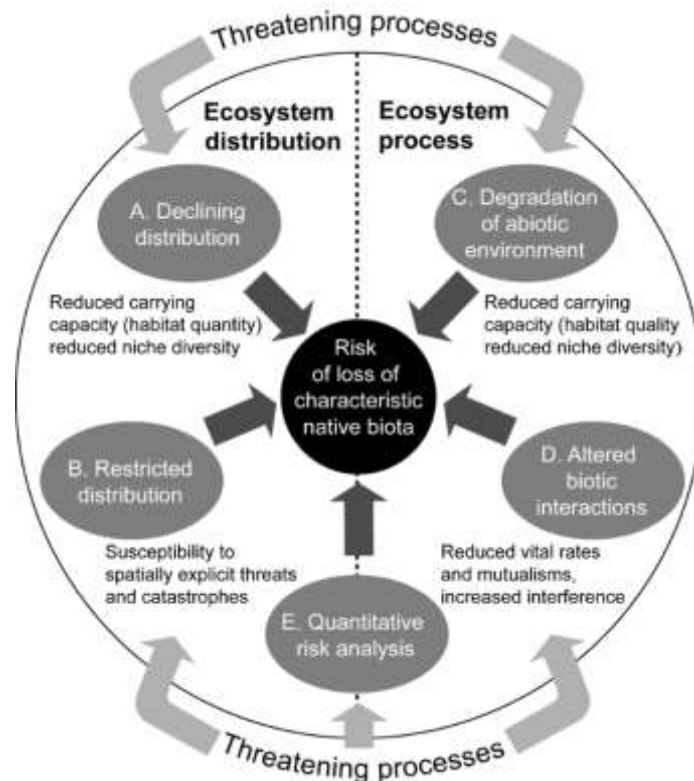 Threatening processes
Ecosystem
distribution
Ecosystem
process
A. Declining
distribution
C. Degradation
of abiotic
environment
Reduced carrying
capacity (habitat quantity)
reduced niche diversity
Reduced carrying
capacity (habitat quality
reduced niche diversity)
Risk
of loss of
characteristic
native biota
B. Restricted
distribution
D. Altered
biotic
interactions
Susceptibility to
spatially explicit threats
and catastrophes
Reduced vital rates
and mutualisms,
increased interference
E. Quantitative
risk analysis
Threatening processes